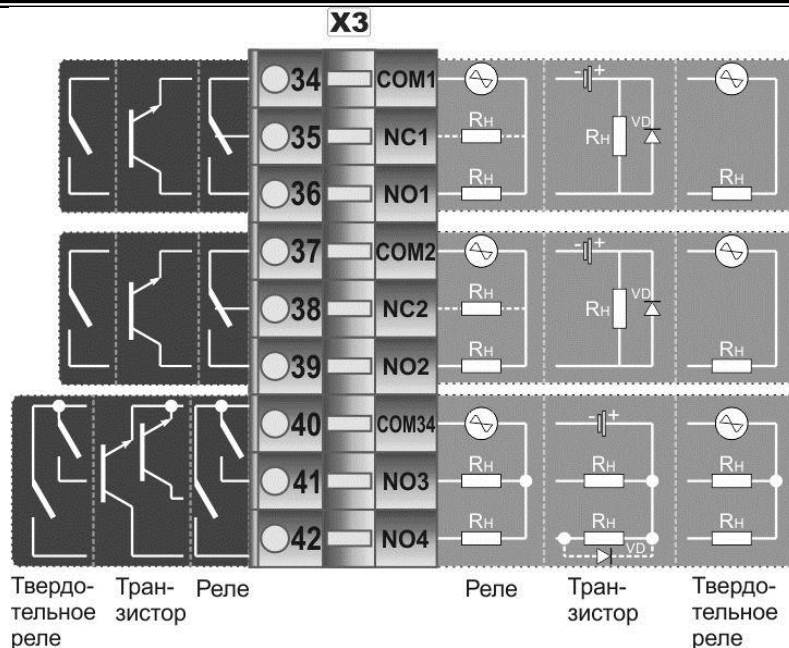 X3
34 COM1
35 NC1 Rн Rн VD
36 NO1 Rн Rн
37 COM2
38 NC2 Rн Rн VD
39 NO2 Rн Rн
40 COM34
41 NO3 Rн Rн Rн
42 NO4 Rн Rн VD Rн
Твердо-
тельное
реле
Тран-
зистор
Реле
Реле
Тран-
зистор
Твердо-
тельное
реле